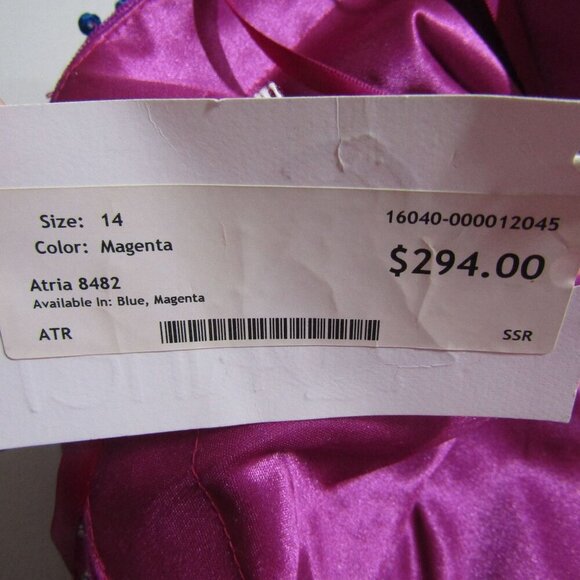 Size: 14
16040-000012045
Color: Magenta
$294.00
Atria 8482
Available In: Blue, Magenta
ATR
SSR